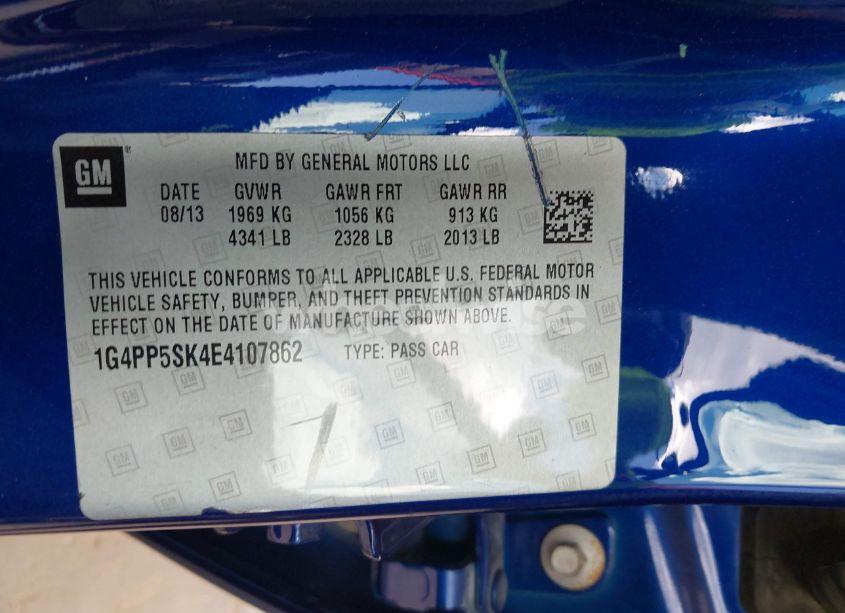 GM
MFD BY GENERAL MOTORS LLC
DATE GVWR GAWR FRT GAWR RR
08/13 1969 KG 1056 KG 913 KG
4341 LB 2328 LB 2013 LB
THIS VEHICLE CONFORMS TO ALL APPLICABLE U.S. FEDERAL MOTOR
VEHICLE SAFETY, BUMPER, AND THEFT PREVENTION STANDARDS IN
EFFECT ON THE DATE OF MANUFACTURE SHOWN ABOVE.
1G4PP5SK4E4107862 TYPE: PASS CAR